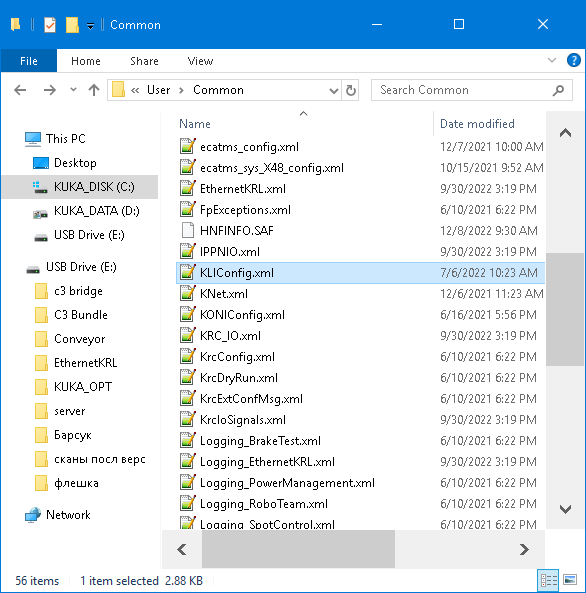 Common
File Home Share View
« User › Common Search Common
This PC
Desktop
KUKA_DISK (C:)
KUKA_DATA (D:)
USB Drive (E:)
USB Drive (E:)
c3 bridge
C3 Bundle
Conveyor
EthernetKRL
KUKA_OPT
server
Барсук
сканы посл верс
флешка
Network
Name Date modified
ecatms_config.xml 12/7/2021 10:00 AM
ecatms_sys_X48_config.xml 10/15/2021 9:52 AM
EthernetKRL.xml 9/30/2022 3:19 PM
FpExceptions.xml 6/10/2021 6:22 PM
HNFINFO.SAF 12/8/2022 9:30 AM
IPPNIO.xml 9/30/2022 3:19 PM
KLIConfig.xml 7/6/2022 10:23 AM
KNet.xml 12/6/2021 11:23 AM
KONIConfig.xml 6/16/2021 5:56 PM
KRC_IO.xml 9/30/2022 3:19 PM
KrcConfig.xml 6/10/2021 6:22 PM
KrcDryRun.xml 6/10/2021 6:22 PM
KrcExtConfMsg.xml 6/10/2021 6:22 PM
KrcIoSignals.xml 9/30/2022 3:19 PM
Logging_BrakeTest.xml 6/10/2021 6:22 PM
Logging_EthernetKRL.xml 9/30/2022 3:19 PM
Logging_PowerManagement.xml 6/10/2021 6:22 PM
Logging_RoboTeam.xml 6/10/2021 6:22 PM
Logging_SpotControl.xml 6/10/2021 6:22 PM
56 items 1 item selected 2.88 KB